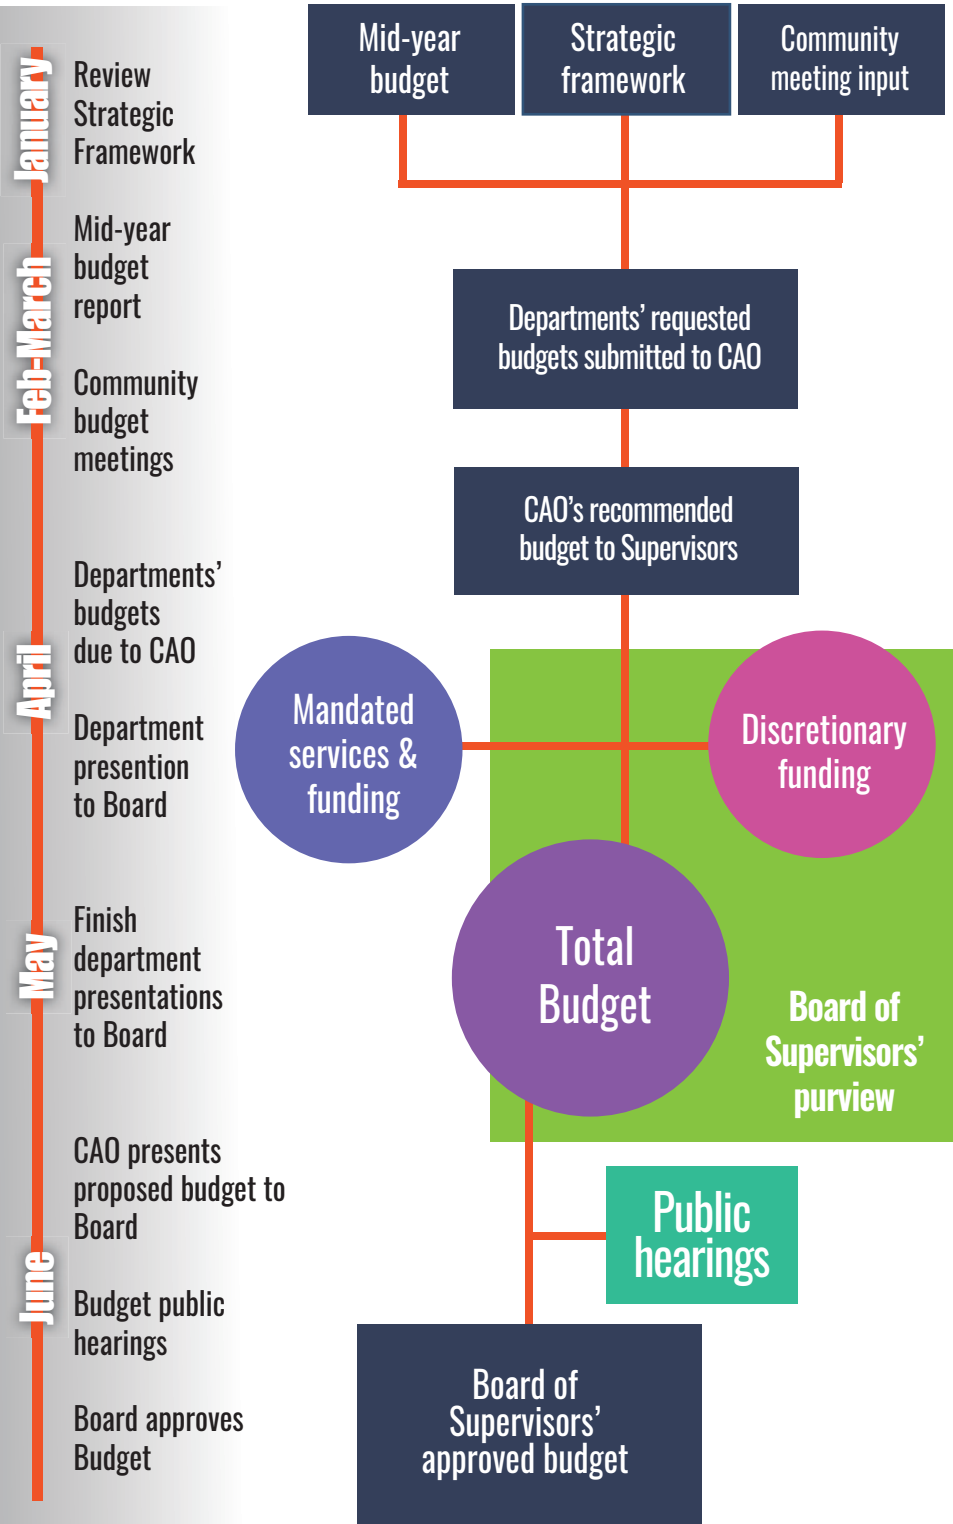 January
Review
Strategic
Framework
Feb-March
Mid-year
budget
report
Community
budget
meetings
April
Departments’
budgets
due to CAO
Department
presention
to Board
May
Finish
department
presentations
to Board
June
CAO presents
proposed budget to
Board
Budget public
hearings
Board approves
Budget
Mid-year
budget
Strategic
framework
Community
meeting input
Departments’ requested
budgets submitted to CAO
CAO’s recommended
budget to Supervisors
Mandated
services &
funding
Discretionary
funding
Total
Budget
Board of
Supervisors’
purview
Public
hearings
Board of
Supervisors’
approved budget